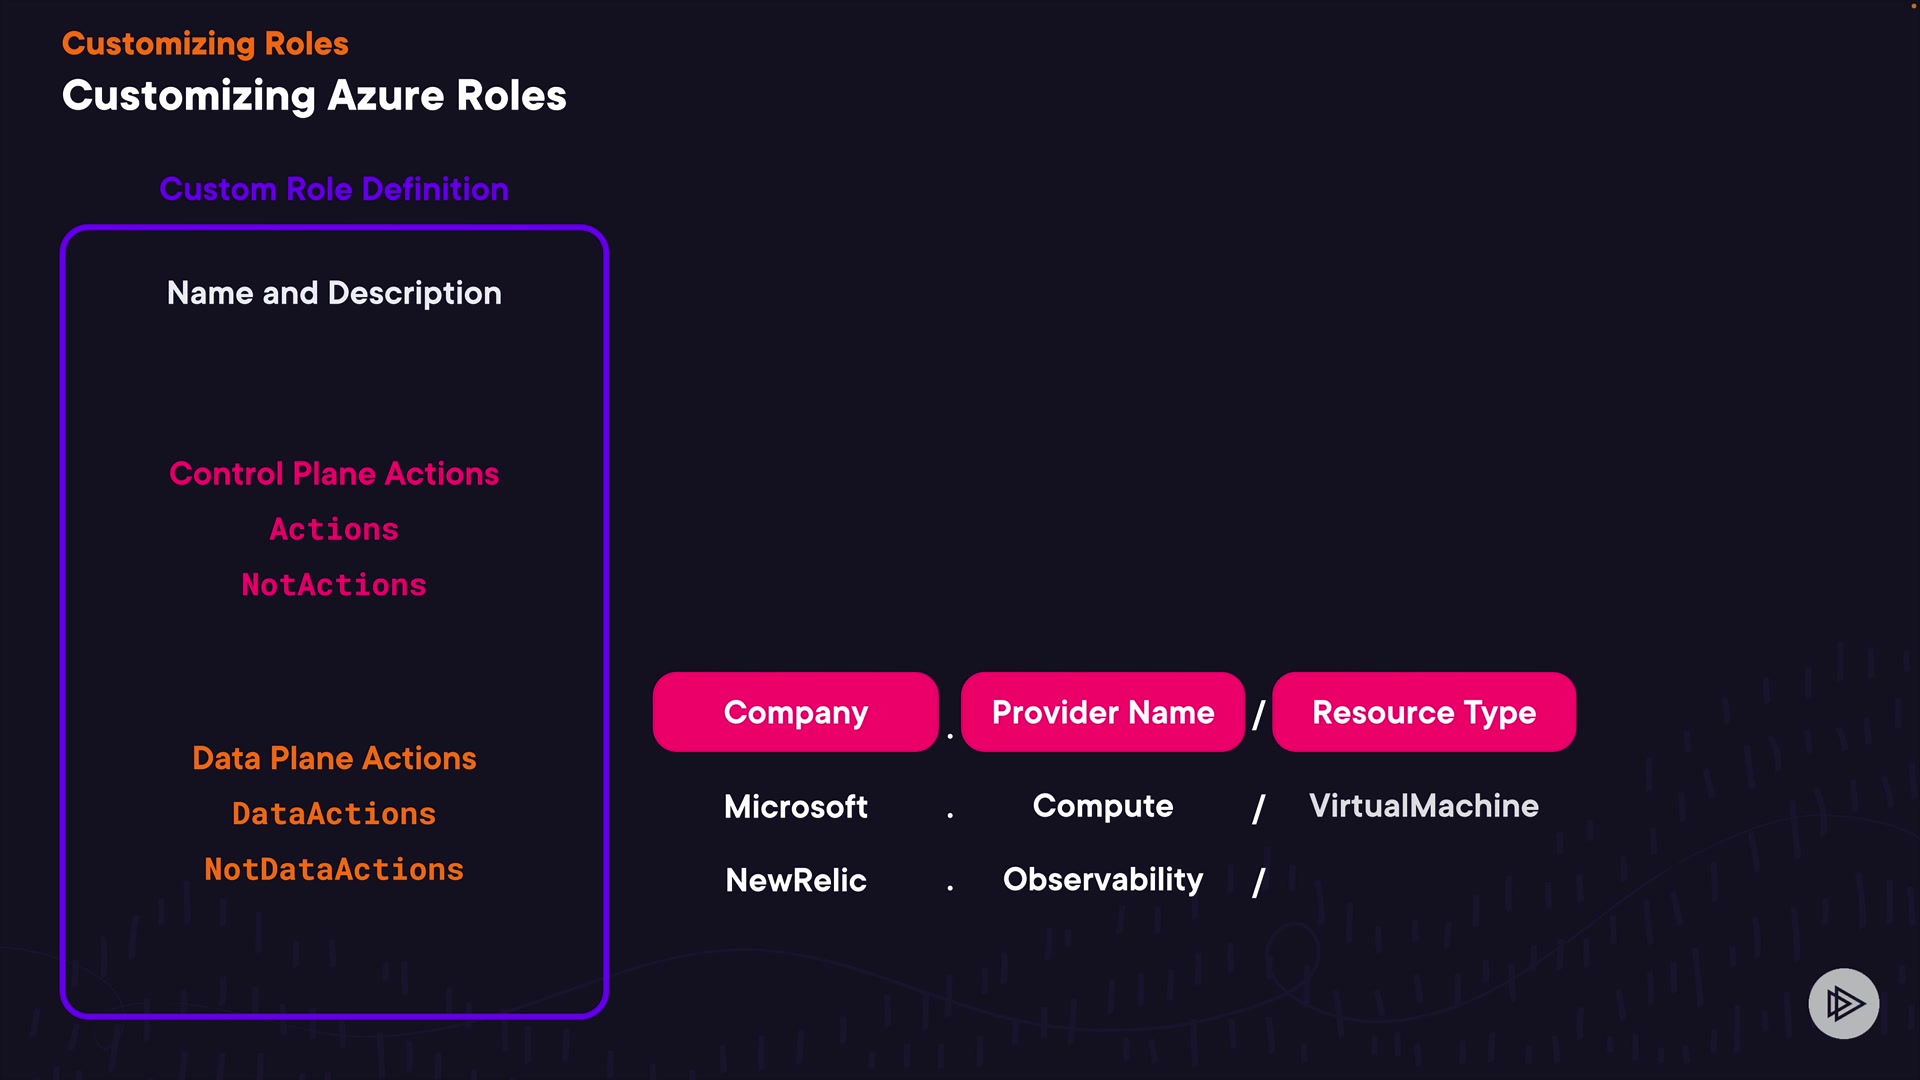 Customizing Roles
Customizing Azure Roles
Custom Role Definition
Name and Description
Control Plane Actions
Actions
NotActions
Data Plane Actions
DataActions
NotDataActions
Company . Provider Name / Resource Type
Microsoft . Compute / VirtualMachine
NewRelic . Observability /